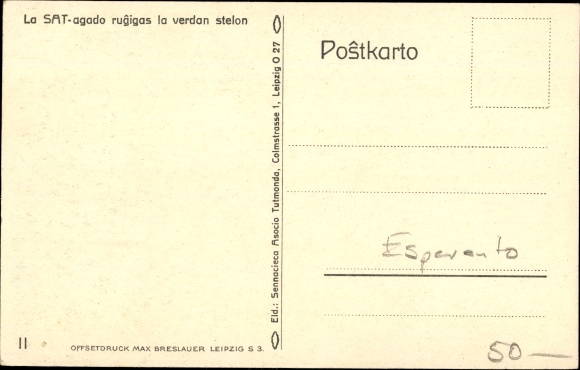 La SAT-agado ruĝigas la verdan stelon
Eld.: Sennacieca Asocio Tutmonda, Colmstrasse 1, Leipzig O 27
Poŝtkarto
Esperanto
50 —
II
OFFSETDRUCK MAX BRESLAUER LEIPZIG S 3.